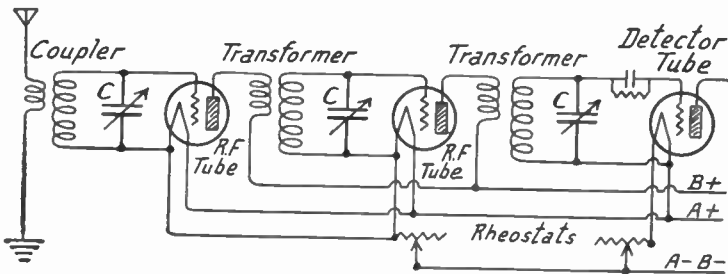 Coupler
Transformer
Transformer
Detector
Tube
C
C
C
R.F
Tube
R.F
Tube
B+
A+
Rheostats
A- B-